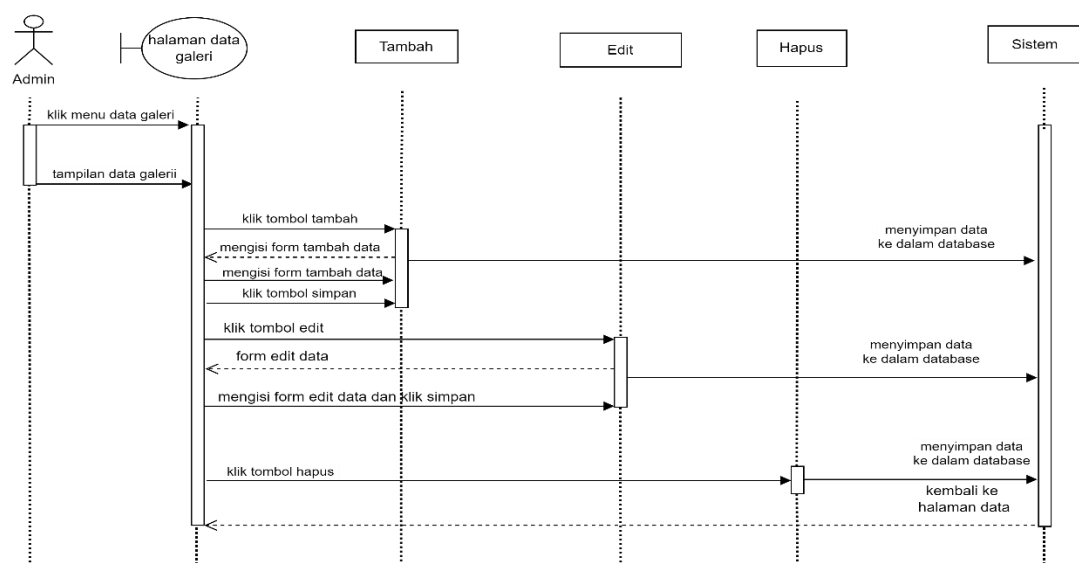 halaman data
galeri
Tambah
Edit
Hapus
Sistem
Admin
klik menu data galeri
tampilan data galerii
klik tombol tambah
mengisi form tambah data
menyimpan data
ke dalam database
mengisi form tambah data
klik tombol simpan
klik tombol edit
form edit data
menyimpan data
ke dalam database
mengisi form edit data dan klik simpan
klik tombol hapus
menyimpan data
ke dalam database
kembali ke
halaman data